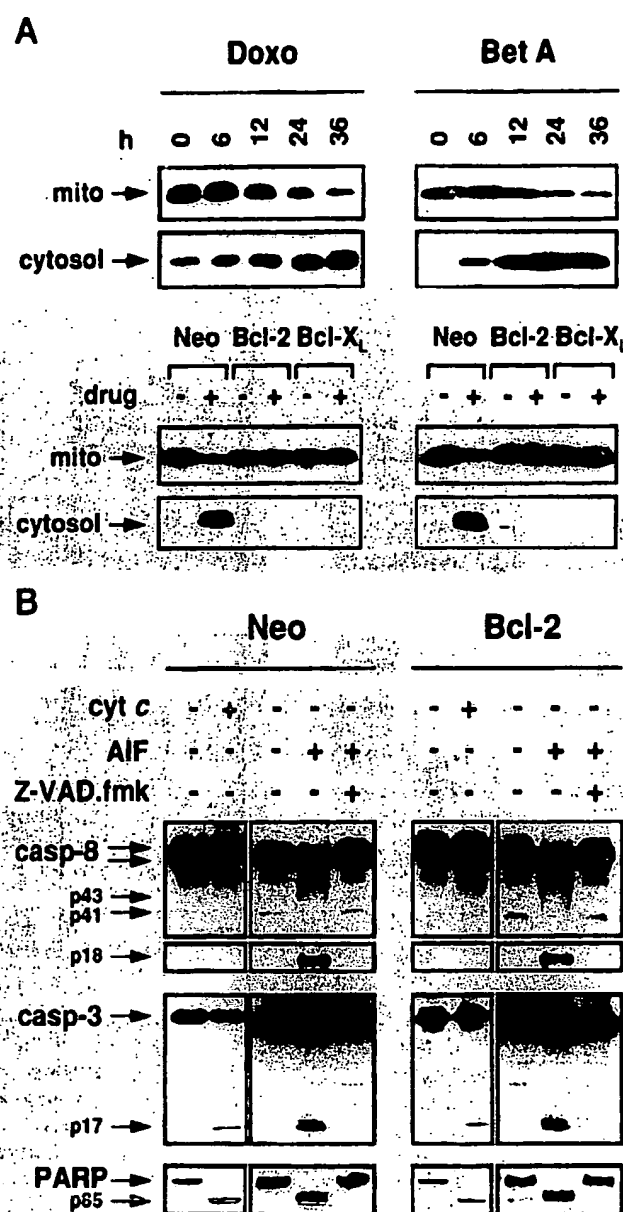 A
Doxo Bet A
h 0 6 12 24 36 0 6 12 24 36
mito
cytosol
Neo Bcl-2 Bcl-XL Neo Bcl-2 Bcl-XL
drug - + - + - + - + - + - +
mito
cytosol
B
Neo Bcl-2
cyt c - + - - - - + - - -
AIF - - - + + - - - + +
Z-VAD.fmk - - - - + - - - - +
casp-8
p43
p41
p18
casp-3
p17
PARP
p85